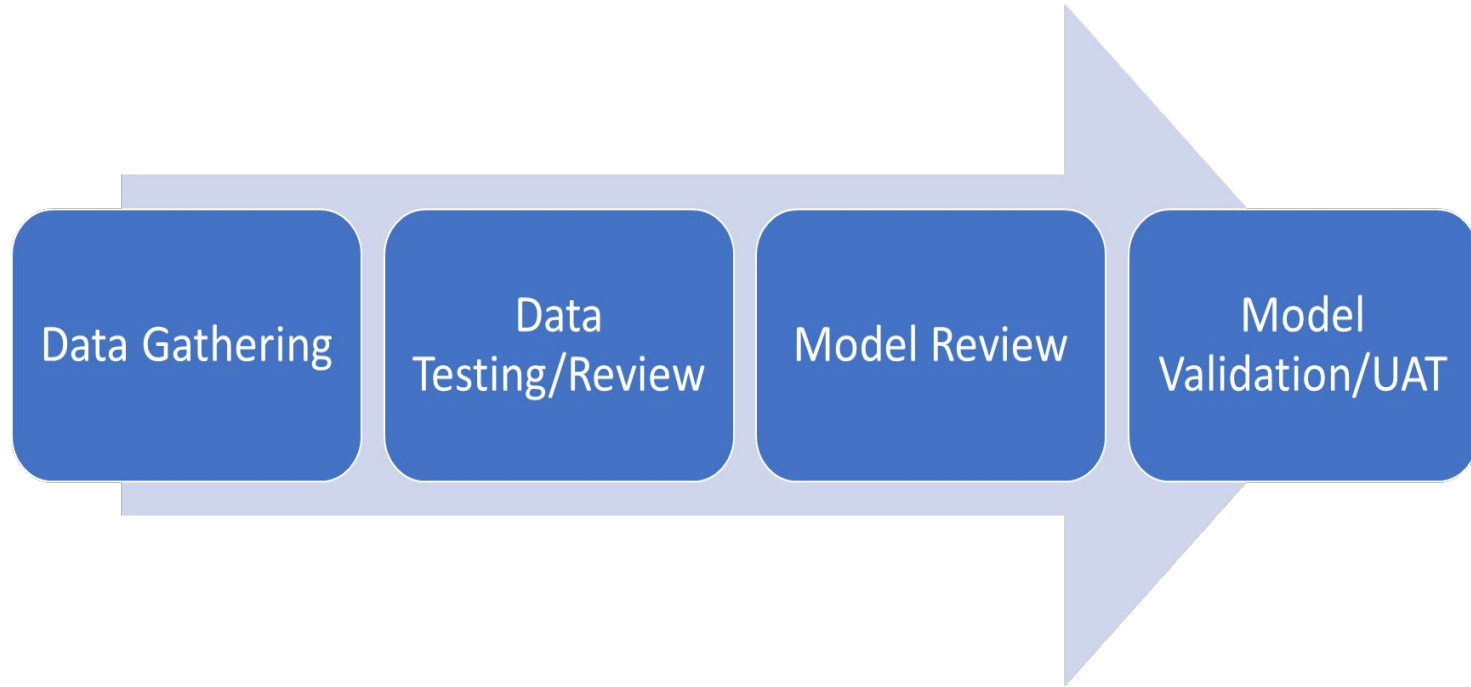 Data Gathering
Data
Testing/Review
Model Review
Model
Validation/UAT